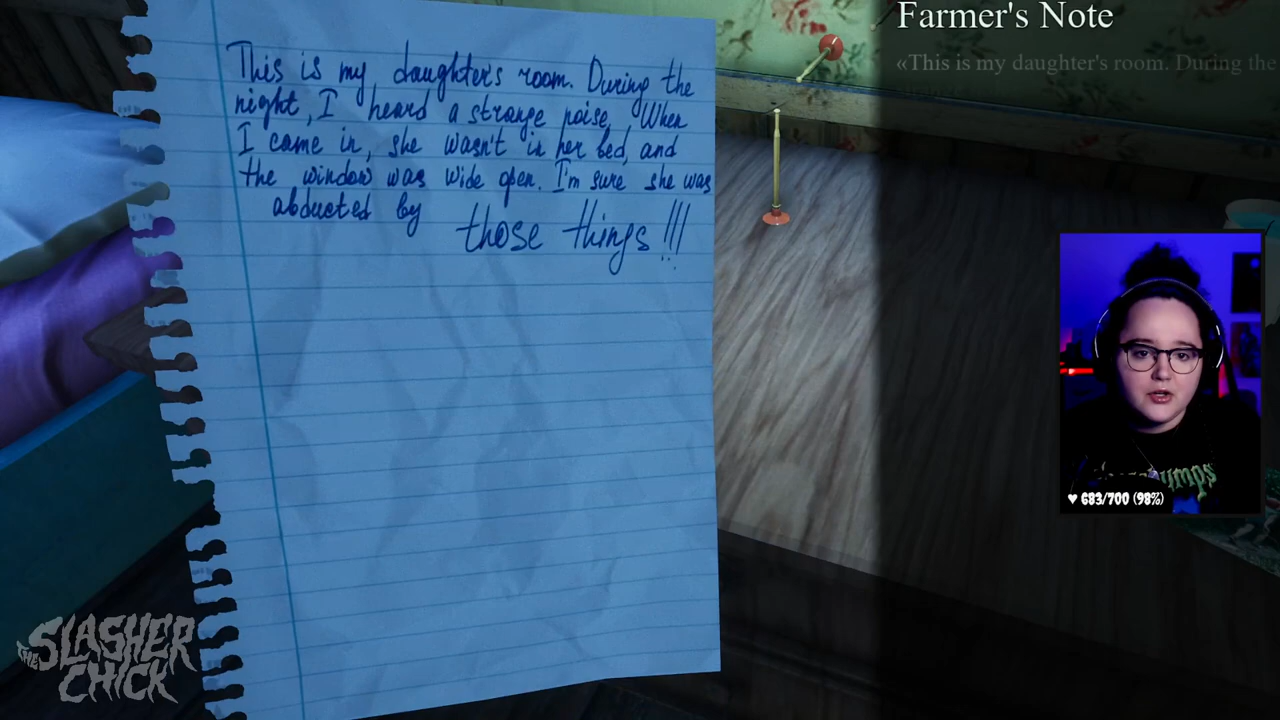 This is my daughter's room. During the
night, I heard a strange noise. When
I came in, she wasn't in her bed, and
the window was wide open. I'm sure she was
abducted by those things!!!
Farmer's Note
«This is my daughter's room. During the
♥ 683/700 (98%)
THE
SLASHER
CHICK